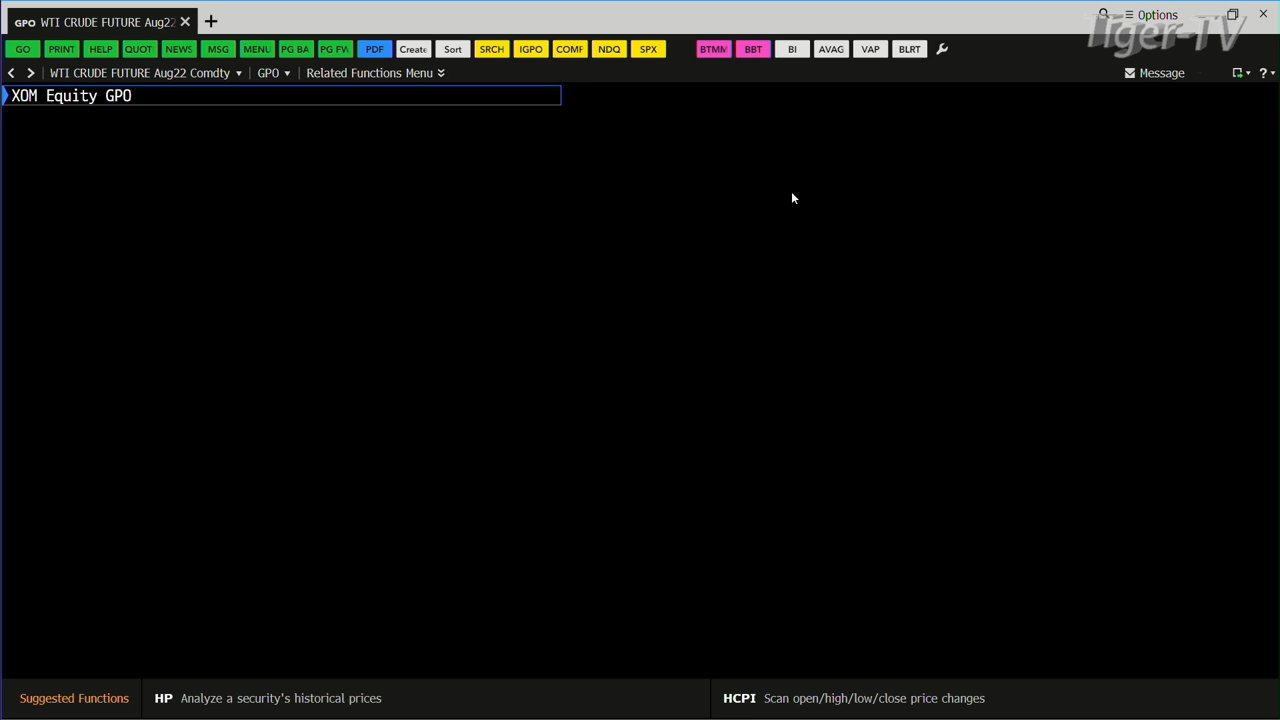 GPO WTI CRUDE FUTURE Aug22
Options
Tiger-TV
GO PRINT HELP QUOT NEWS MSG MENU PG BA PG FW PDF Create Sort SRCH IGPO COMP NDQ SPX BTMM BBT BI AVAG VAP BLRT
WTI CRUDE FUTURE Aug22 Comdty GPO Related Functions Menu Message ?
XOM Equity GPO
Suggested Functions HP Analyze a security's historical prices HCPI Scan open/high/low/close price changes